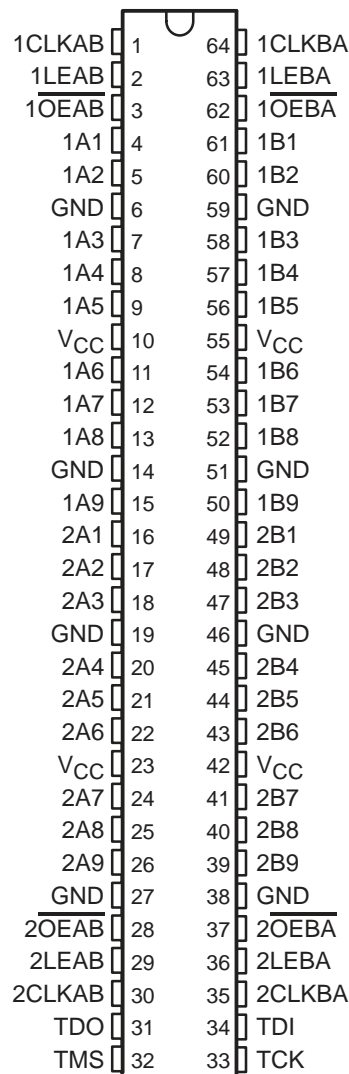 1CLKAB 1 64 1CLKBA
1LEAB 2 63 1LEBA
1O̅E̅A̅B̅ 3 62 1O̅E̅B̅A̅
1A1 4 61 1B1
1A2 5 60 1B2
GND 6 59 GND
1A3 7 58 1B3
1A4 8 57 1B4
1A5 9 56 1B5
VCC 10 55 VCC
1A6 11 54 1B6
1A7 12 53 1B7
1A8 13 52 1B8
GND 14 51 GND
1A9 15 50 1B9
2A1 16 49 2B1
2A2 17 48 2B2
2A3 18 47 2B3
GND 19 46 GND
2A4 20 45 2B4
2A5 21 44 2B5
2A6 22 43 2B6
VCC 23 42 VCC
2A7 24 41 2B7
2A8 25 40 2B8
2A9 26 39 2B9
GND 27 38 GND
2O̅E̅A̅B̅ 28 37 2O̅E̅B̅A̅
2LEAB 29 36 2LEBA
2CLKAB 30 35 2CLKBA
TDO 31 34 TDI
TMS 32 33 TCK